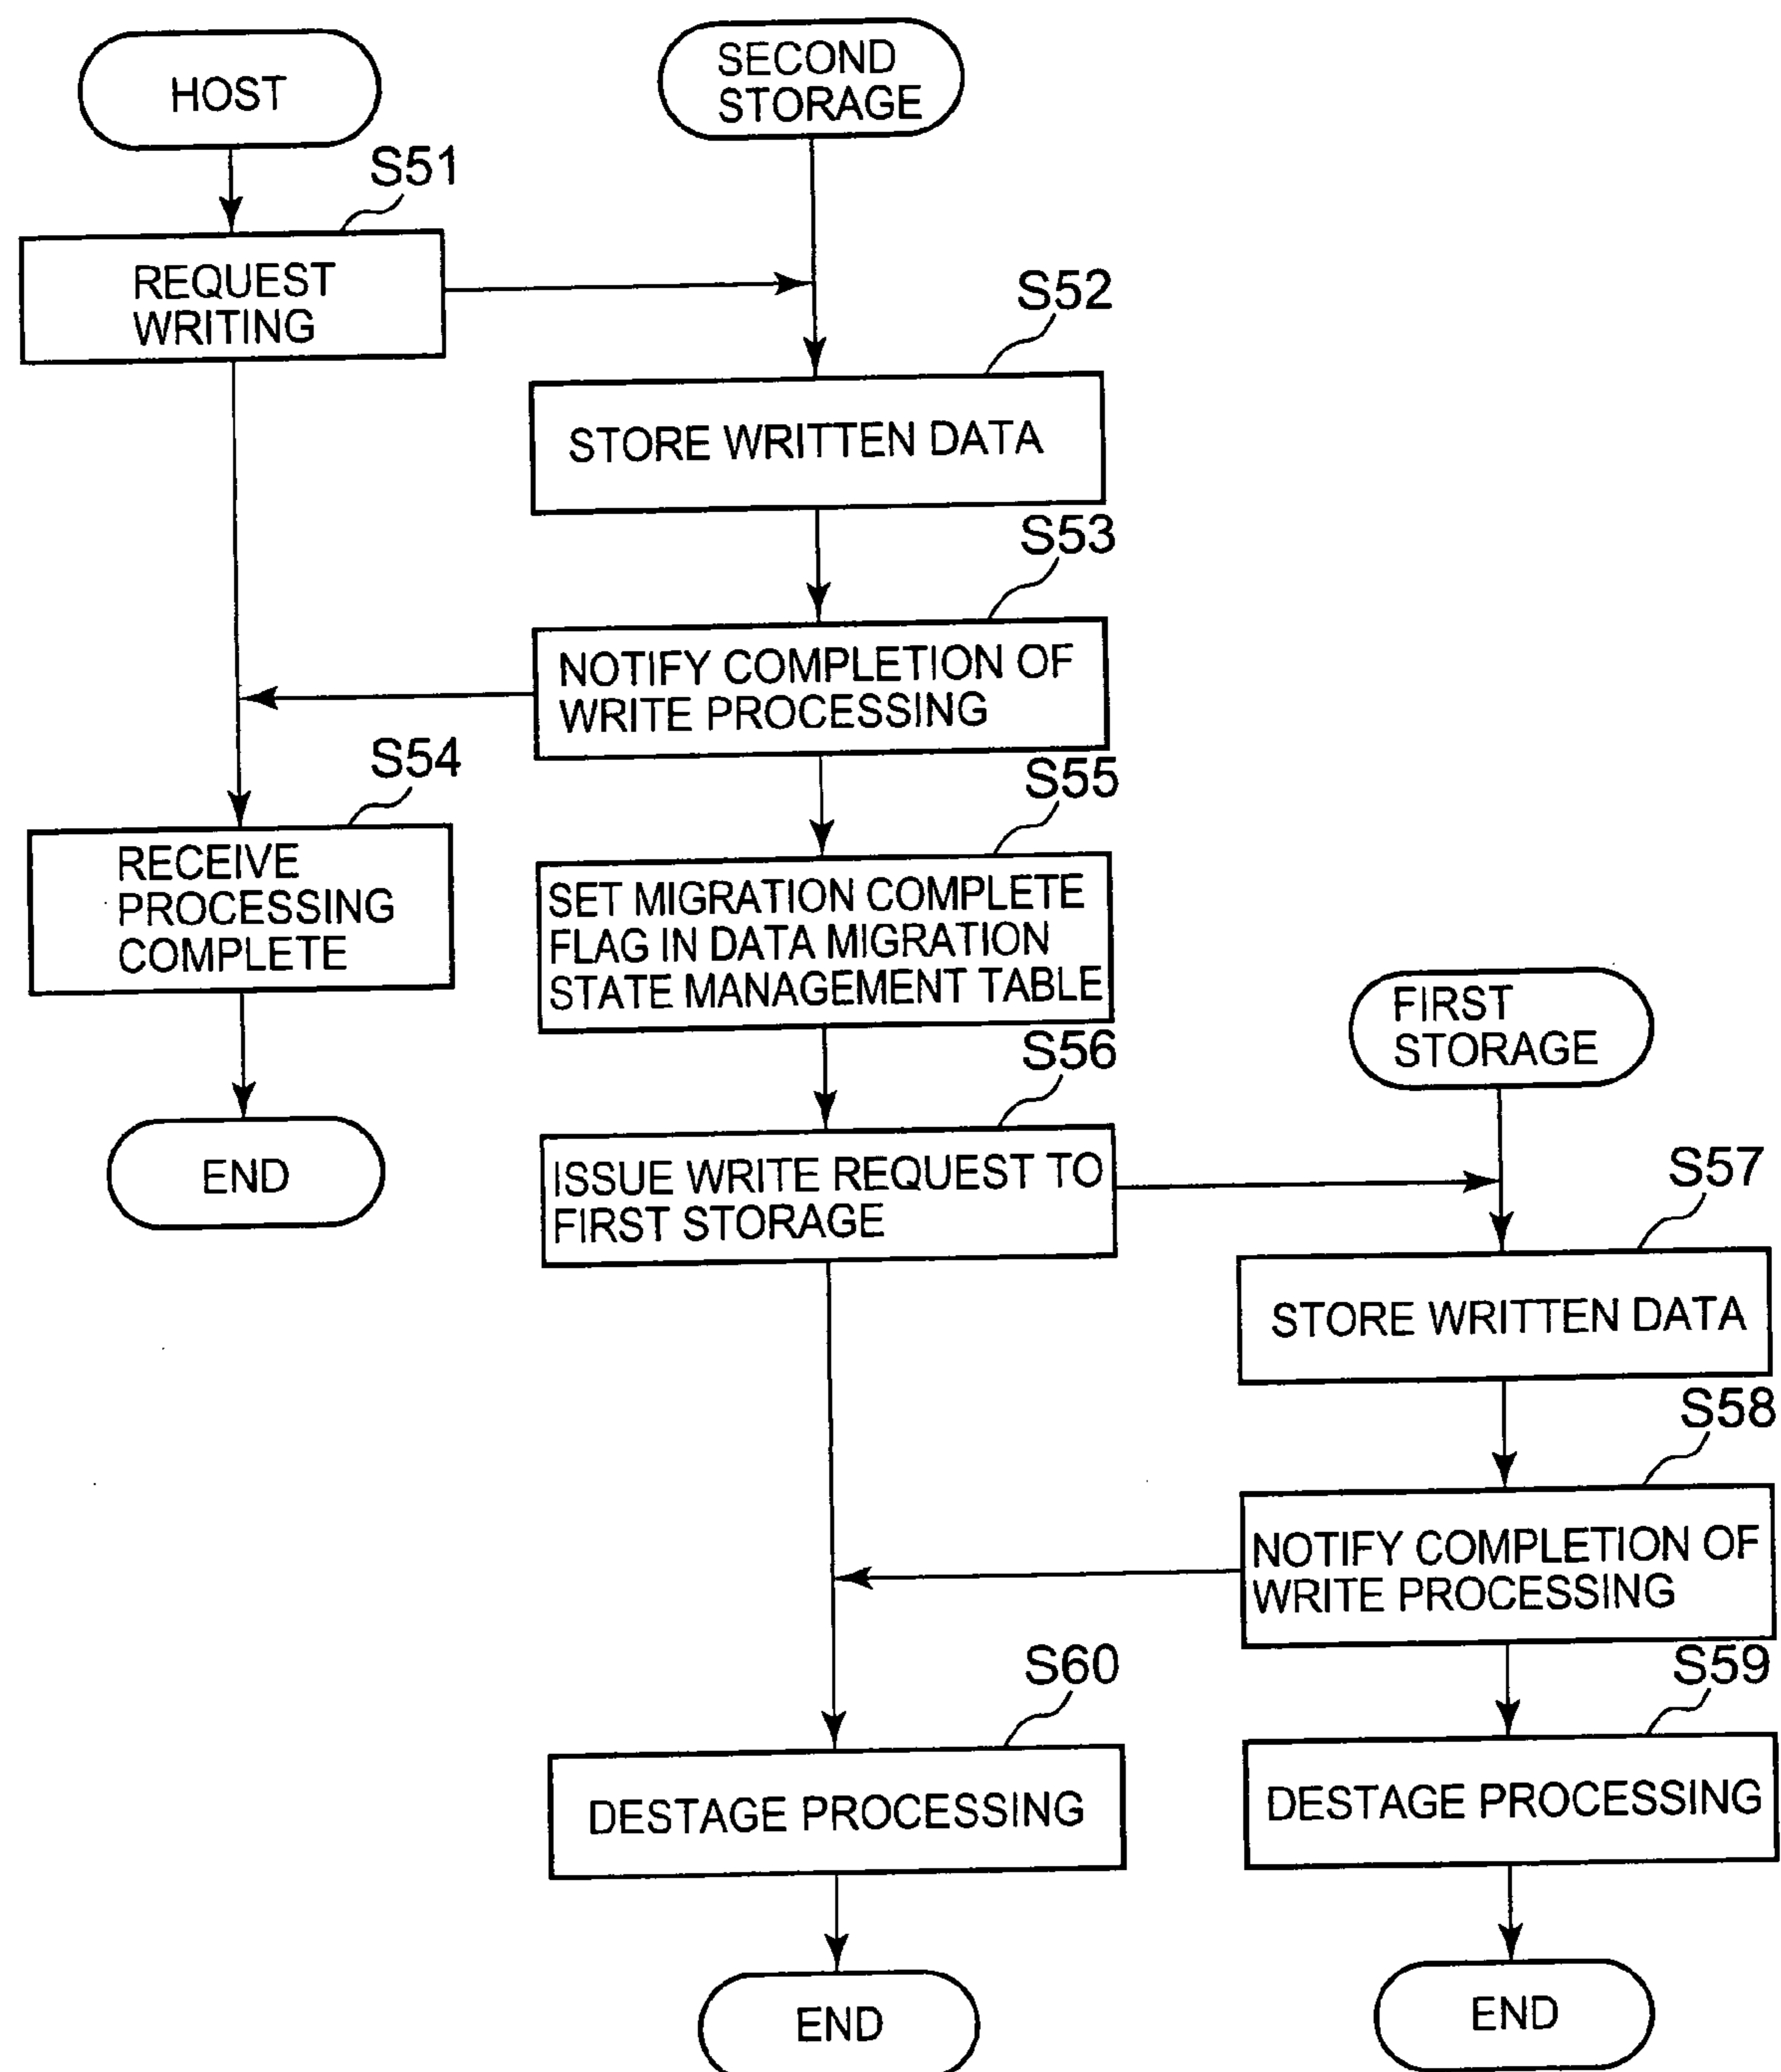 HOST
SECOND
STORAGE
S51
REQUEST
WRITING
S52
STORE WRITTEN DATA
S53
NOTIFY COMPLETION OF
WRITE PROCESSING
S54
RECEIVE
PROCESSING
COMPLETE
S55
SET MIGRATION COMPLETE
FLAG IN DATA MIGRATION
STATE MANAGEMENT TABLE
FIRST
STORAGE
S56
ISSUE WRITE REQUEST TO
FIRST STORAGE
END
S57
STORE WRITTEN DATA
S58
NOTIFY COMPLETION OF
WRITE PROCESSING
S60
DESTAGE PROCESSING
S59
DESTAGE PROCESSING
END
END